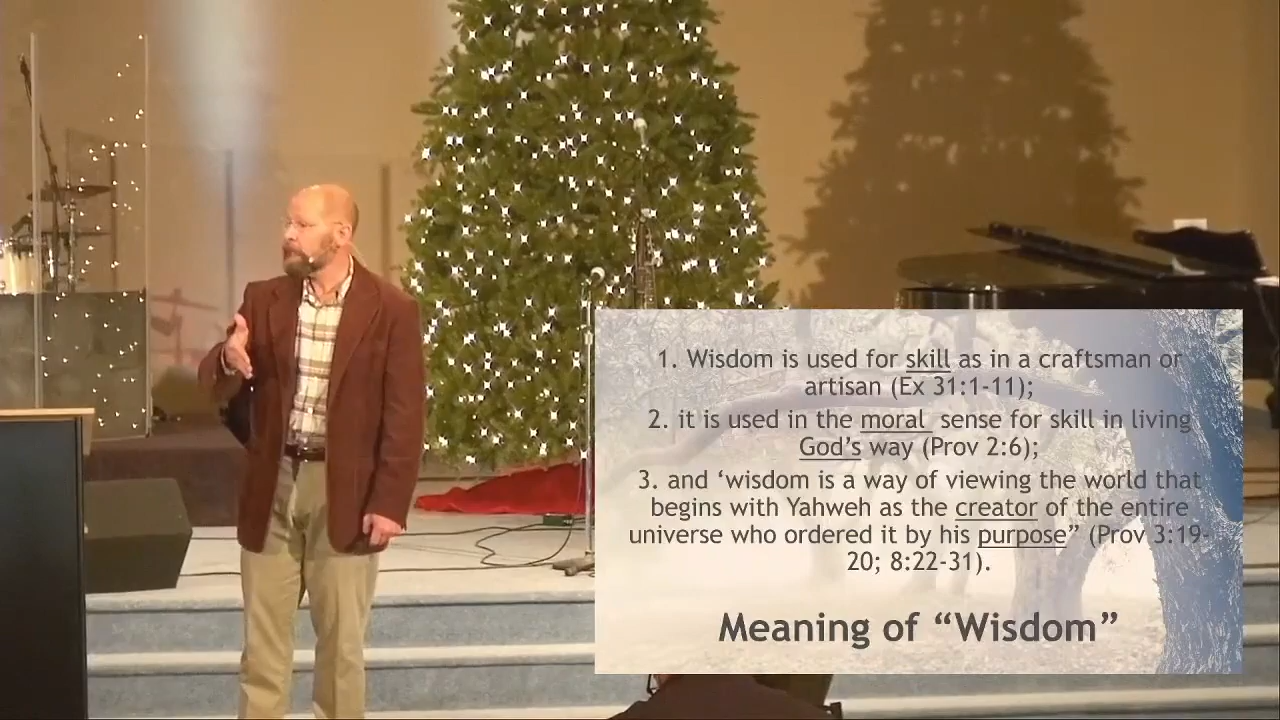 1. Wisdom is used for skill as in a craftsman or
artisan (Ex 31:1-11);
2. it is used in the moral  sense for skill in living
God’s way (Prov 2:6);
3. and ‘wisdom is a way of viewing the world that
begins with Yahweh as the creator of the entire
universe who ordered it by his purpose” (Prov 3:19-
20; 8:22-31).
Meaning of “Wisdom”